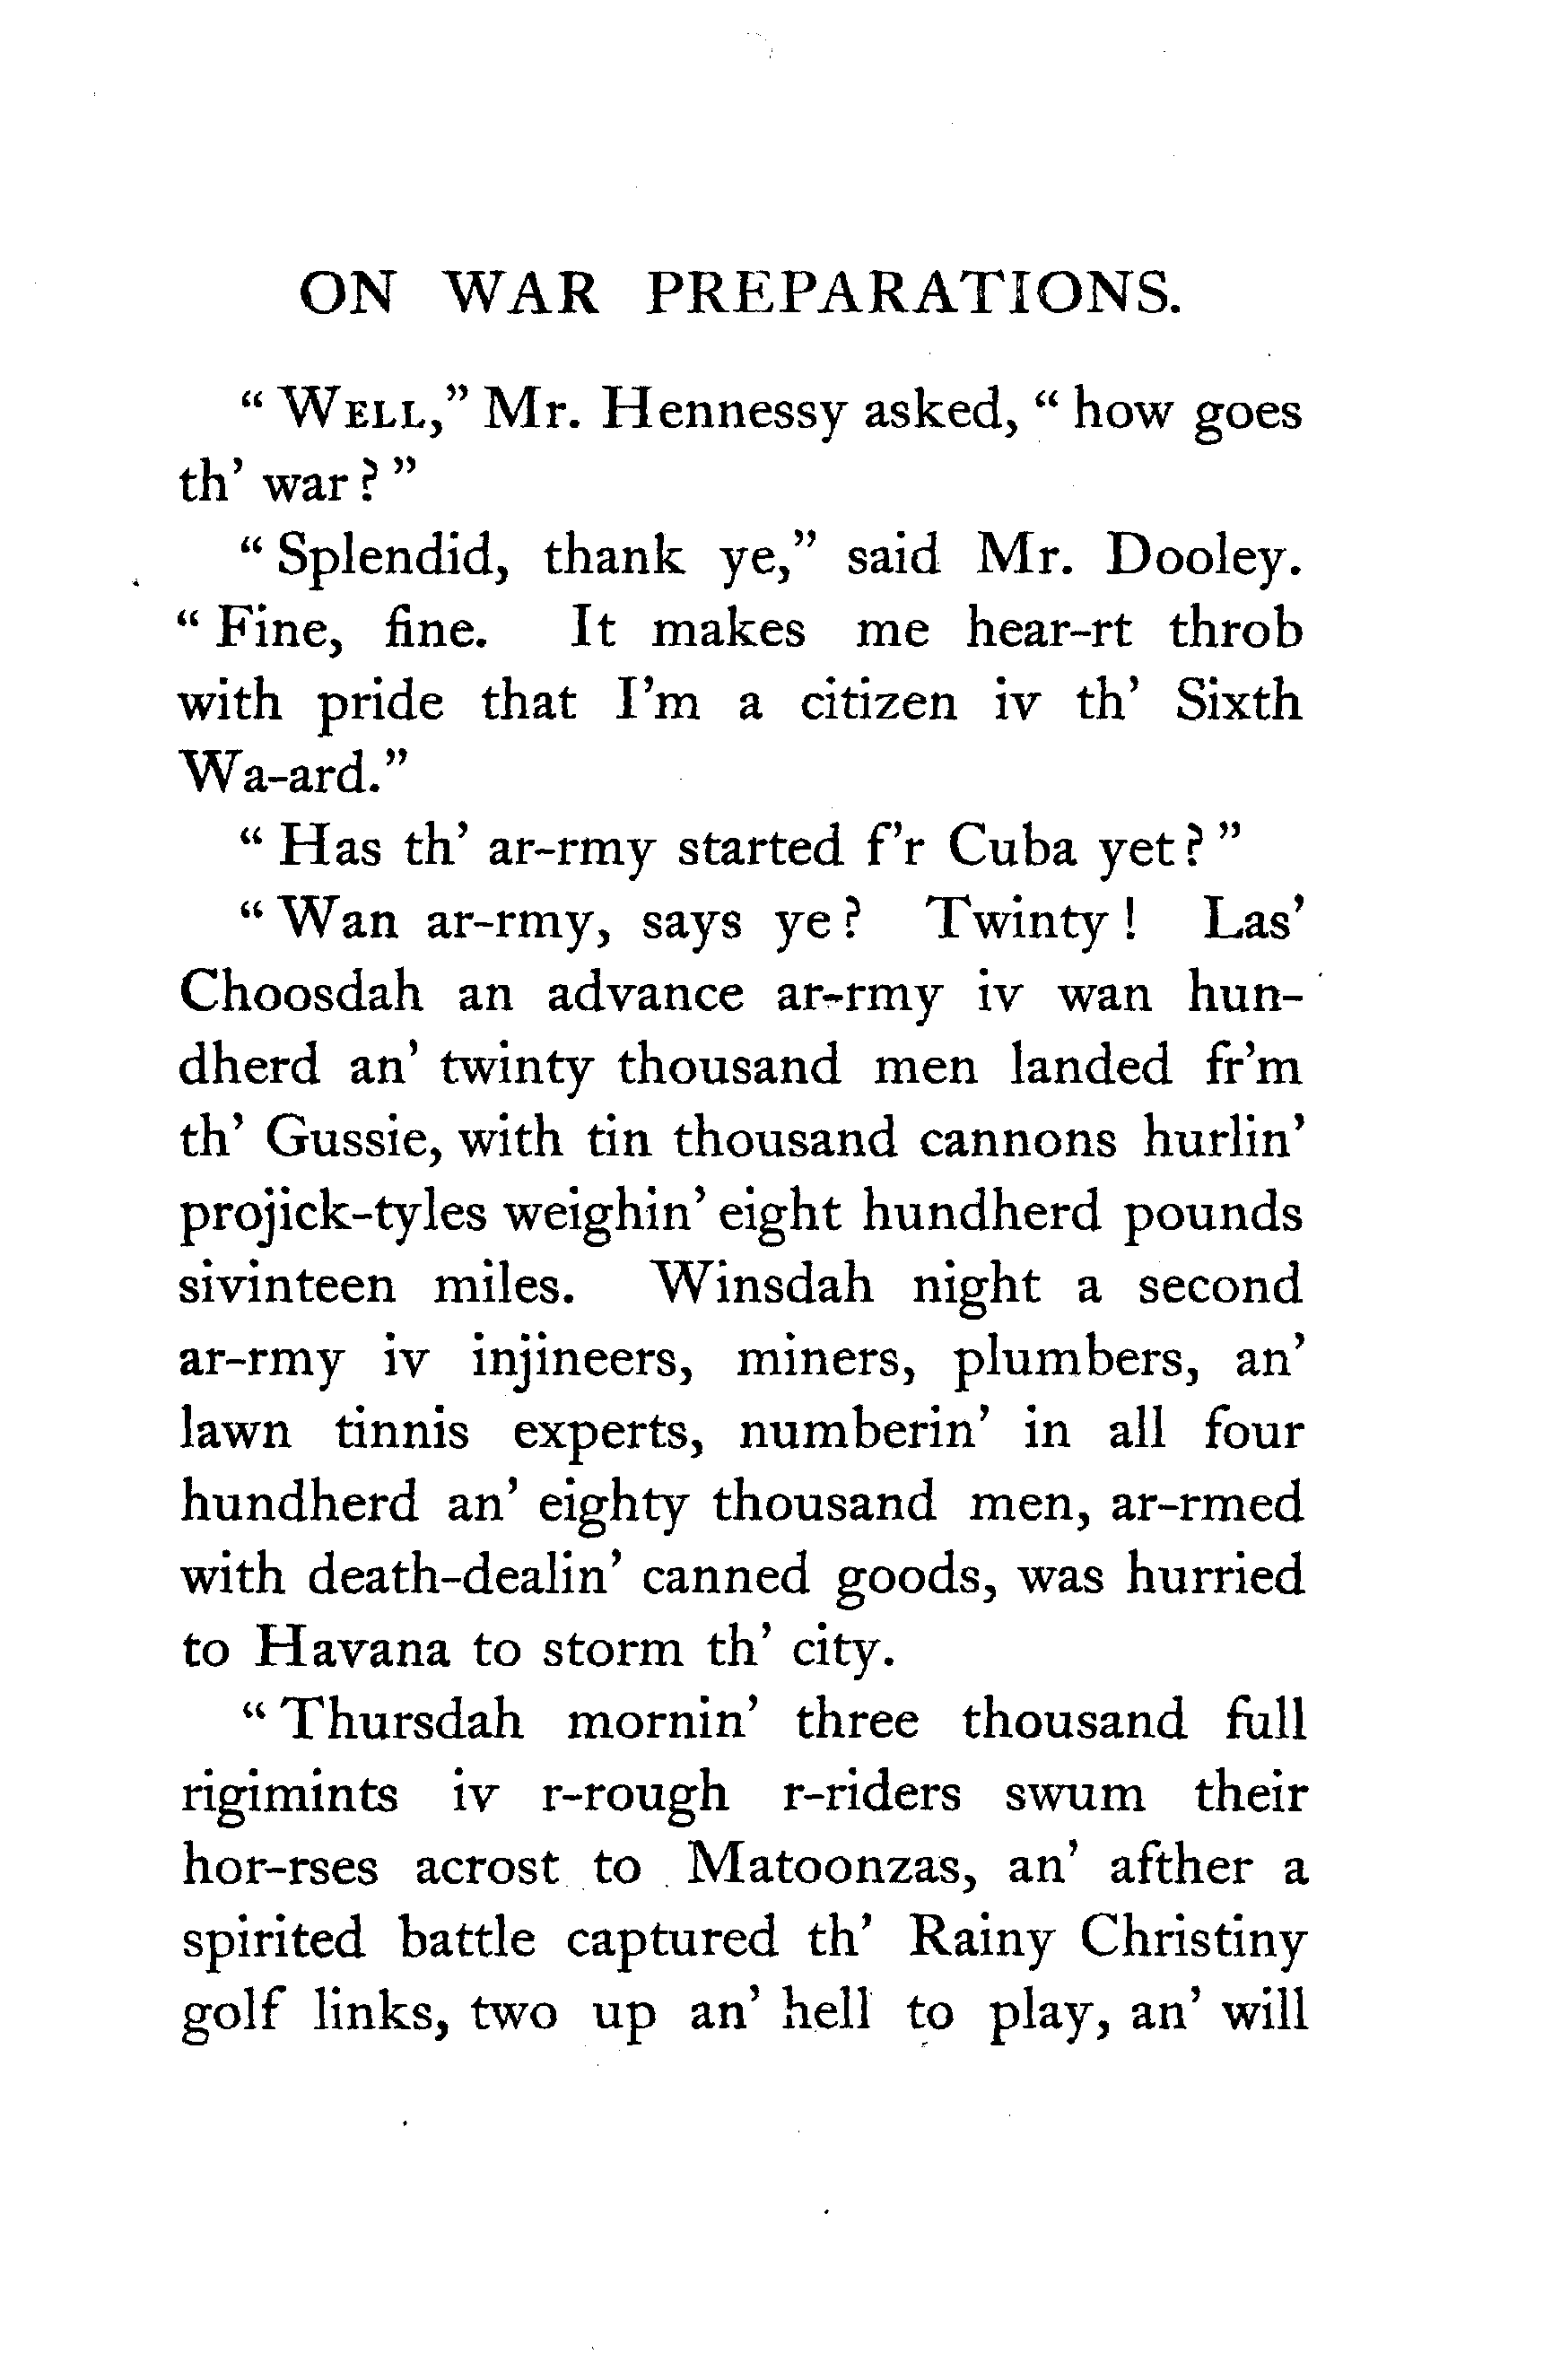 ON WAR PREPARATIONS.
“ WELL,” Mr. Hennessy asked, “ how goes
th’ war ? ”
“ Splendid, thank ye,” said Mr. Dooley.
“ Fine, fine. It makes me hear-rt throb
with pride that I’m a citizen iv th’ Sixth
Wa-ard.”
“ Has th’ ar-rmy started f’r Cuba yet ? ”
“ Wan ar-rmy, says ye ? Twinty ! Las’
Choosdah an advance ar-rmy iv wan hun-
dherd an’ twinty thousand men landed fr’m
th’ Gussie, with tin thousand cannons hurlin’
projick-tyles weighin’ eight hundherd pounds
sivinteen miles. Winsdah night a second
ar-rmy iv injineers, miners, plumbers, an’
lawn tinnis experts, numberin’ in all four
hundherd an’ eighty thousand men, ar-rmed
with death-dealin’ canned goods, was hurried
to Havana to storm th’ city.
“ Thursdah mornin’ three thousand full
rigimints iv r-rough r-riders swum their
hor-rses acrost to Matoonzas, an’ afther a
spirited battle captured th’ Rainy Christiny
golf links, two up an’ hell to play, an’ will